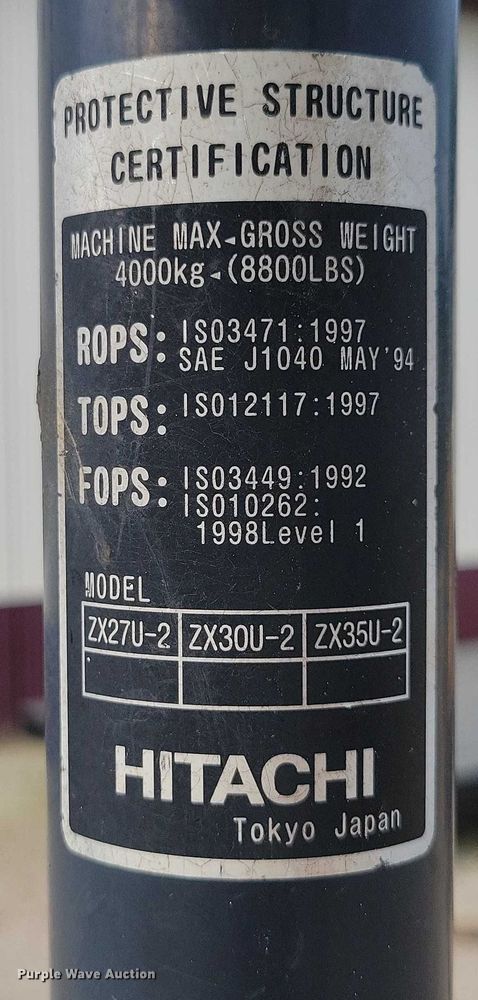 PROTECTIVE STRUCTURE
CERTIFICATION
MACHINE MAX.GROSS WEIGHT
4000kg.(8800LBS)
ROPS: ISO3471:1997
SAE J1040 MAY'94
TOPS: ISO12117:1997
FOPS: ISO3449:1992
ISO10262:
1998Level 1
MODEL
ZX27U-2 ZX30U-2 ZX35U-2
HITACHI
Tokyo Japan
Purple Wave Auction